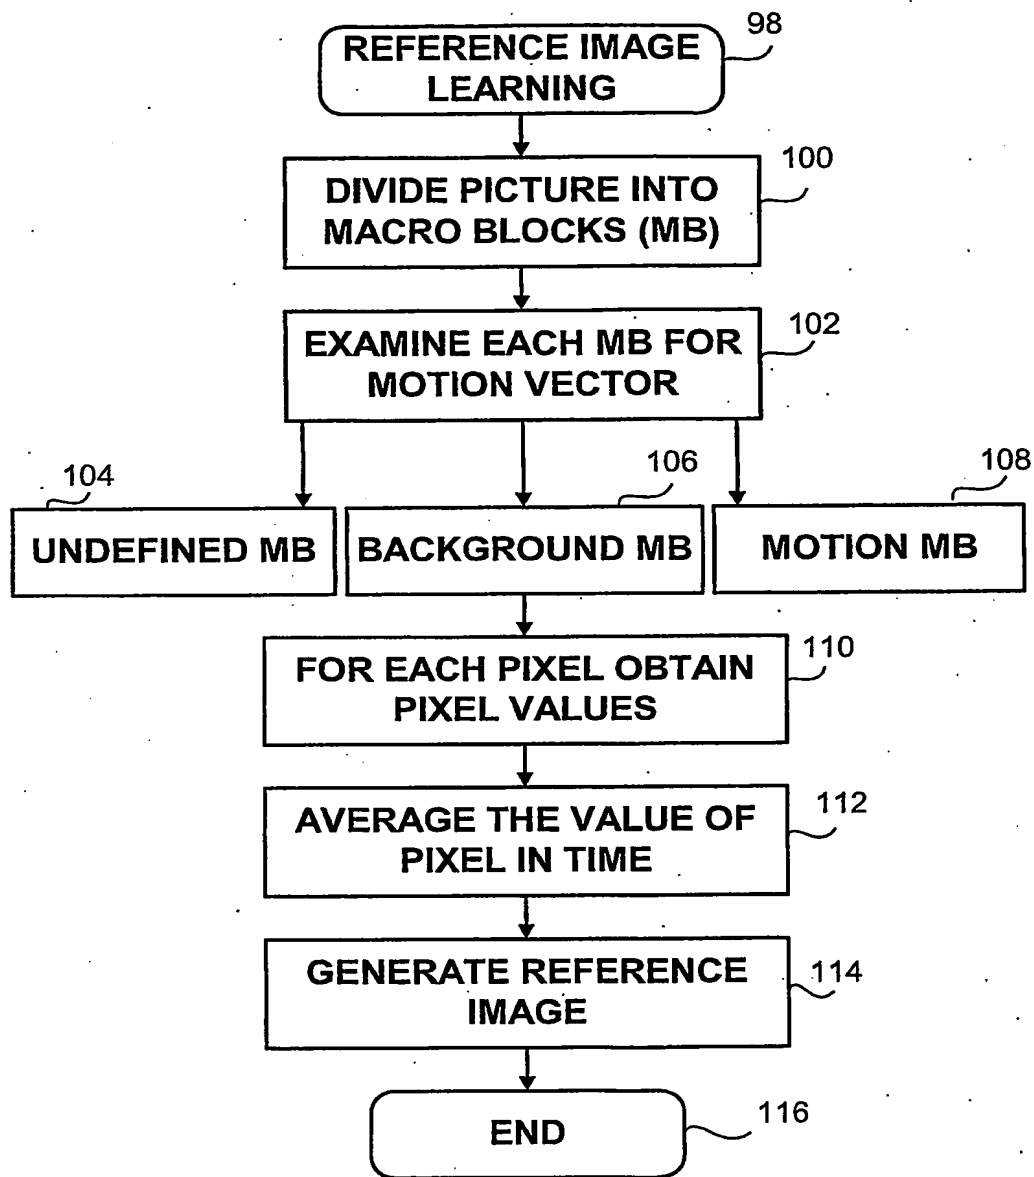 98
REFERENCE IMAGE
LEARNING
100
DIVIDE PICTURE INTO
MACRO BLOCKS (MB)
102
EXAMINE EACH MB FOR
MOTION VECTOR
104
106
108
UNDEFINED MB
BACKGROUND MB
MOTION MB
110
FOR EACH PIXEL OBTAIN
PIXEL VALUES
112
AVERAGE THE VALUE OF
PIXEL IN TIME
114
GENERATE REFERENCE
IMAGE
116
END